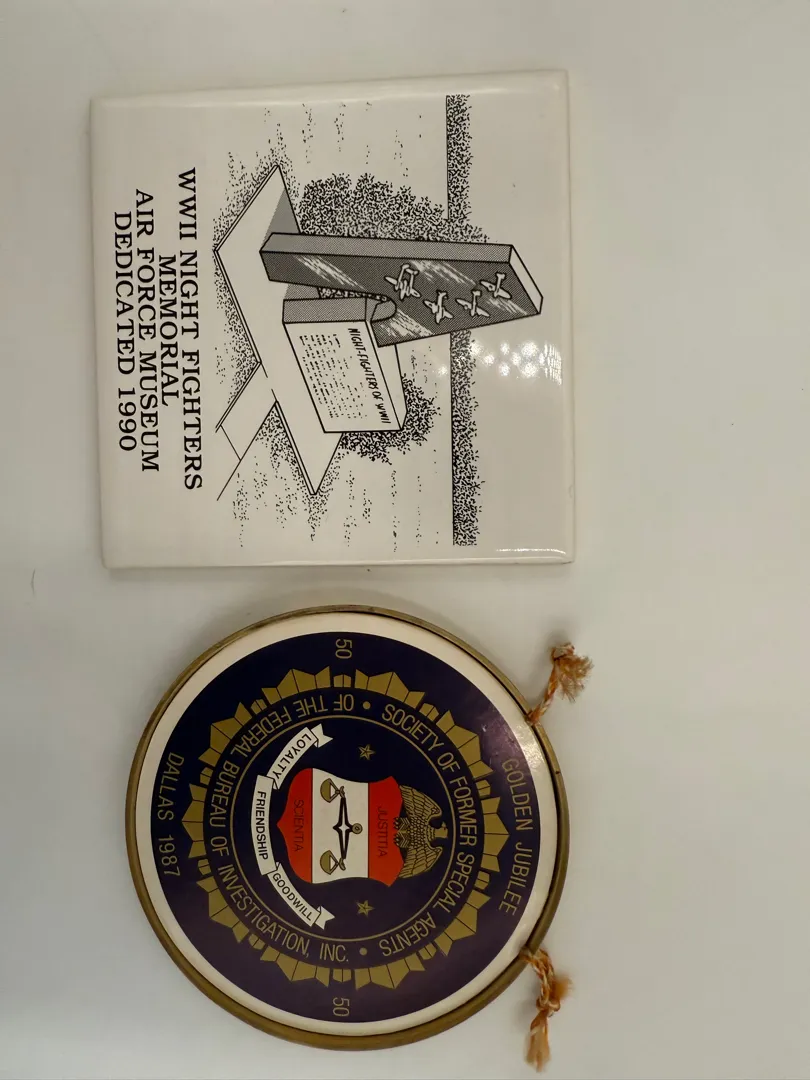 NIGHT-FIGHTERS OF WWII
WWII NIGHT FIGHTERS
MEMORIAL
AIR FORCE MUSEUM
DEDICATED 1990
GOLDEN JUBILEE
50
50
SOCIETY OF FORMER SPECIAL AGENTS
OF THE FEDERAL BUREAU OF INVESTIGATION, INC.
JUSTITIA
SCIENTIA
LOYALTY
FRIENDSHIP
GOODWILL
DALLAS 1987